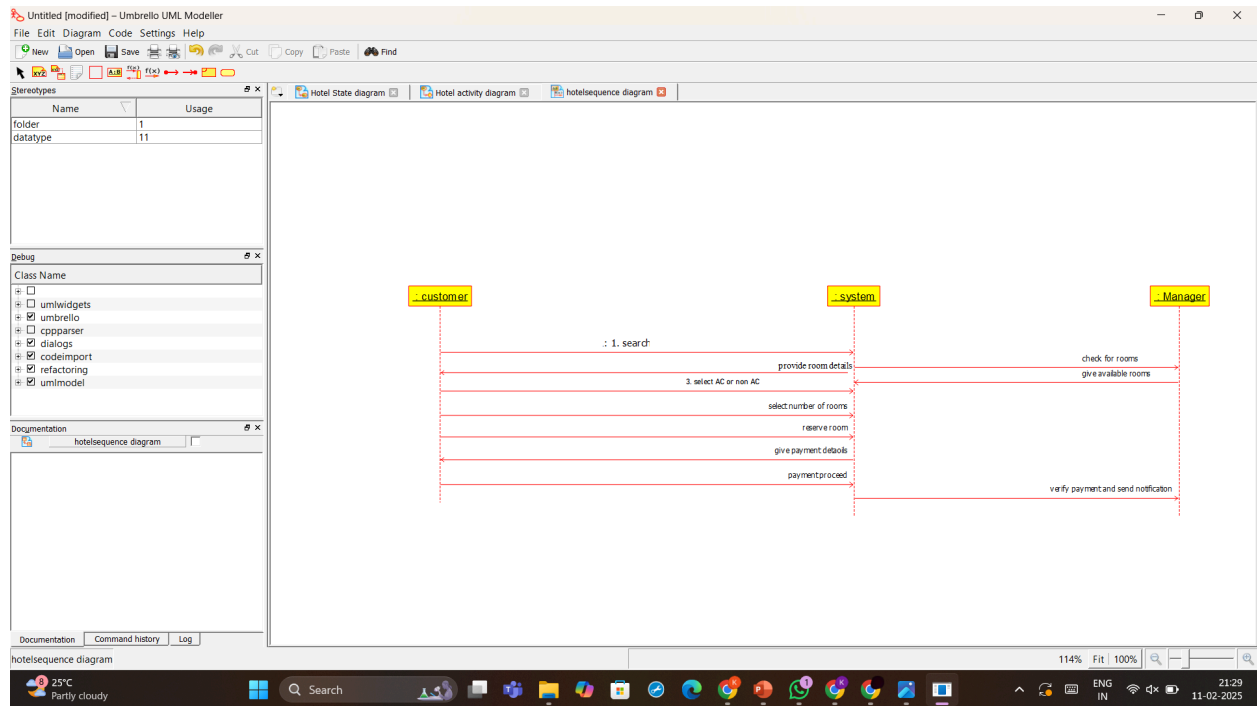 Untitled [modified] – Umbrello UML Modeller
File Edit Diagram Code Settings Help
New Open Save Cut Copy Paste Find
XYZ A:B f(x) f(x)
Stereotypes
Name Usage
folder 1
datatype 11
Debug
Class Name
umlwidgets
umbrello
cppparser
dialogs
codeimport
refactoring
umlmodel
Documentation
hotelsequence diagram
Documentation Command history Log
hotelsequence diagram
Hotel State diagram Hotel activity diagram hotelsequence diagram
: customer : system : Manager
.: 1. search
check for rooms
provide room details
give available rooms
3. select AC or non AC
select number of rooms
reserve room
give payment detaoils
payment proceed
verify payment and send notification
114% Fit 100%
8 25°C
Partly cloudy
Search
1
ENG
IN
21:29
11-02-2025